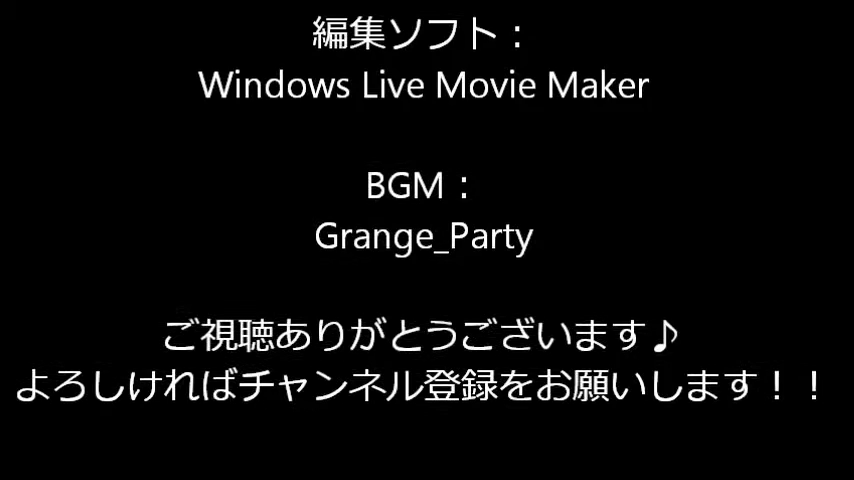 編集ソフト：
Windows Live Movie Maker
BGM：
Grange_Party
ご視聴ありがとうございます♪
よろしければチャンネル登録をお願いします！！